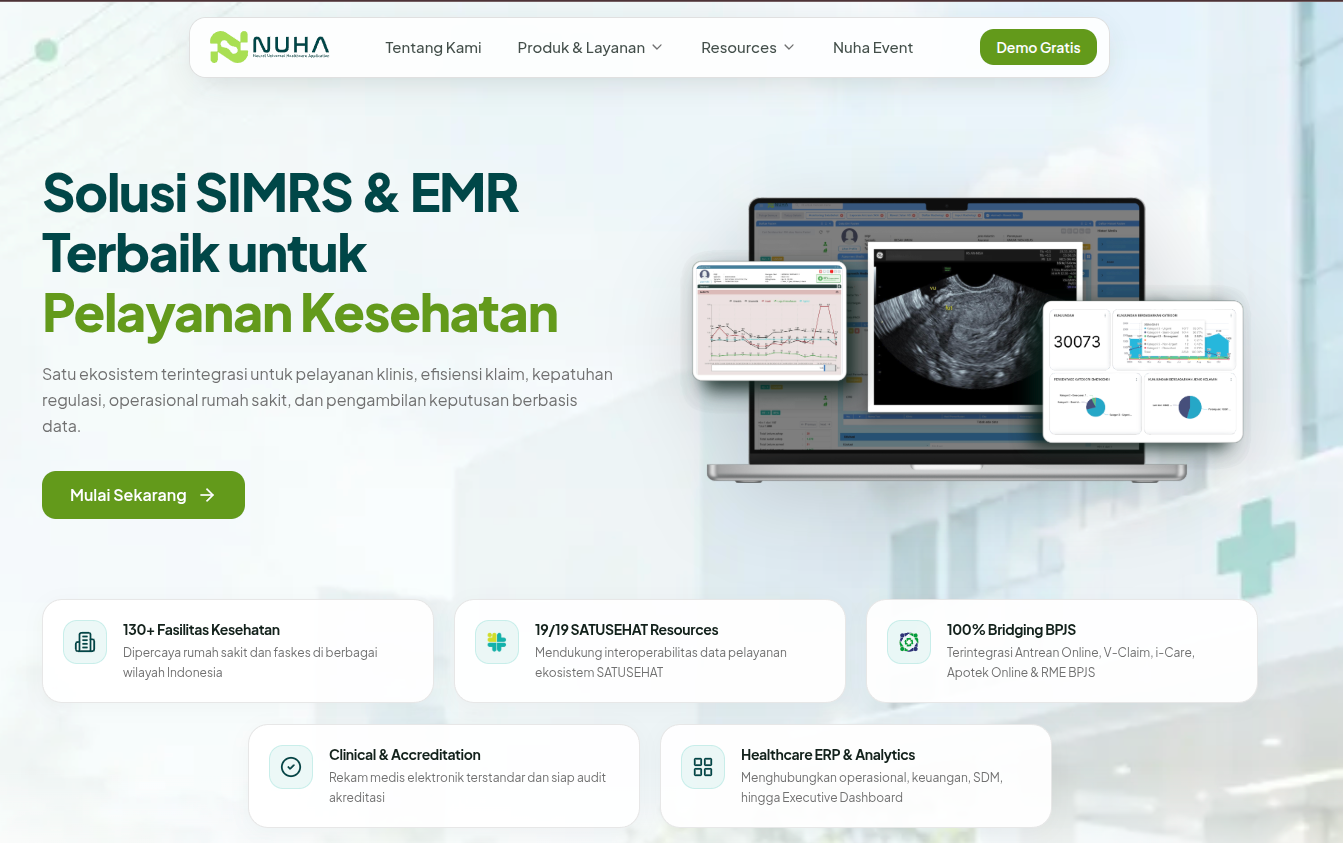 NUHA
Neural Universal Healthcare Application
Tentang Kami
Produk & Layanan
Resources
Nuha Event
Demo Gratis
Solusi SIMRS & EMR
Terbaik untuk
Pelayanan Kesehatan
Satu ekosistem terintegrasi untuk pelayanan klinis, efisiensi klaim, kepatuhan
regulasi, operasional rumah sakit, dan pengambilan keputusan berbasis
data.
Mulai Sekarang
30073
130+ Fasilitas Kesehatan
Dipercaya rumah sakit dan faskes di berbagai
wilayah Indonesia
19/19 SATUSEHAT Resources
Mendukung interoperabilitas data pelayanan
ekosistem SATUSEHAT
100% Bridging BPJS
Terintegrasi Antrean Online, V-Claim, i-Care,
Apotek Online & RME BPJS
Clinical & Accreditation
Rekam medis elektronik terstandar dan siap audit
akreditasi
Healthcare ERP & Analytics
Menghubungkan operasional, keuangan, SDM,
hingga Executive Dashboard